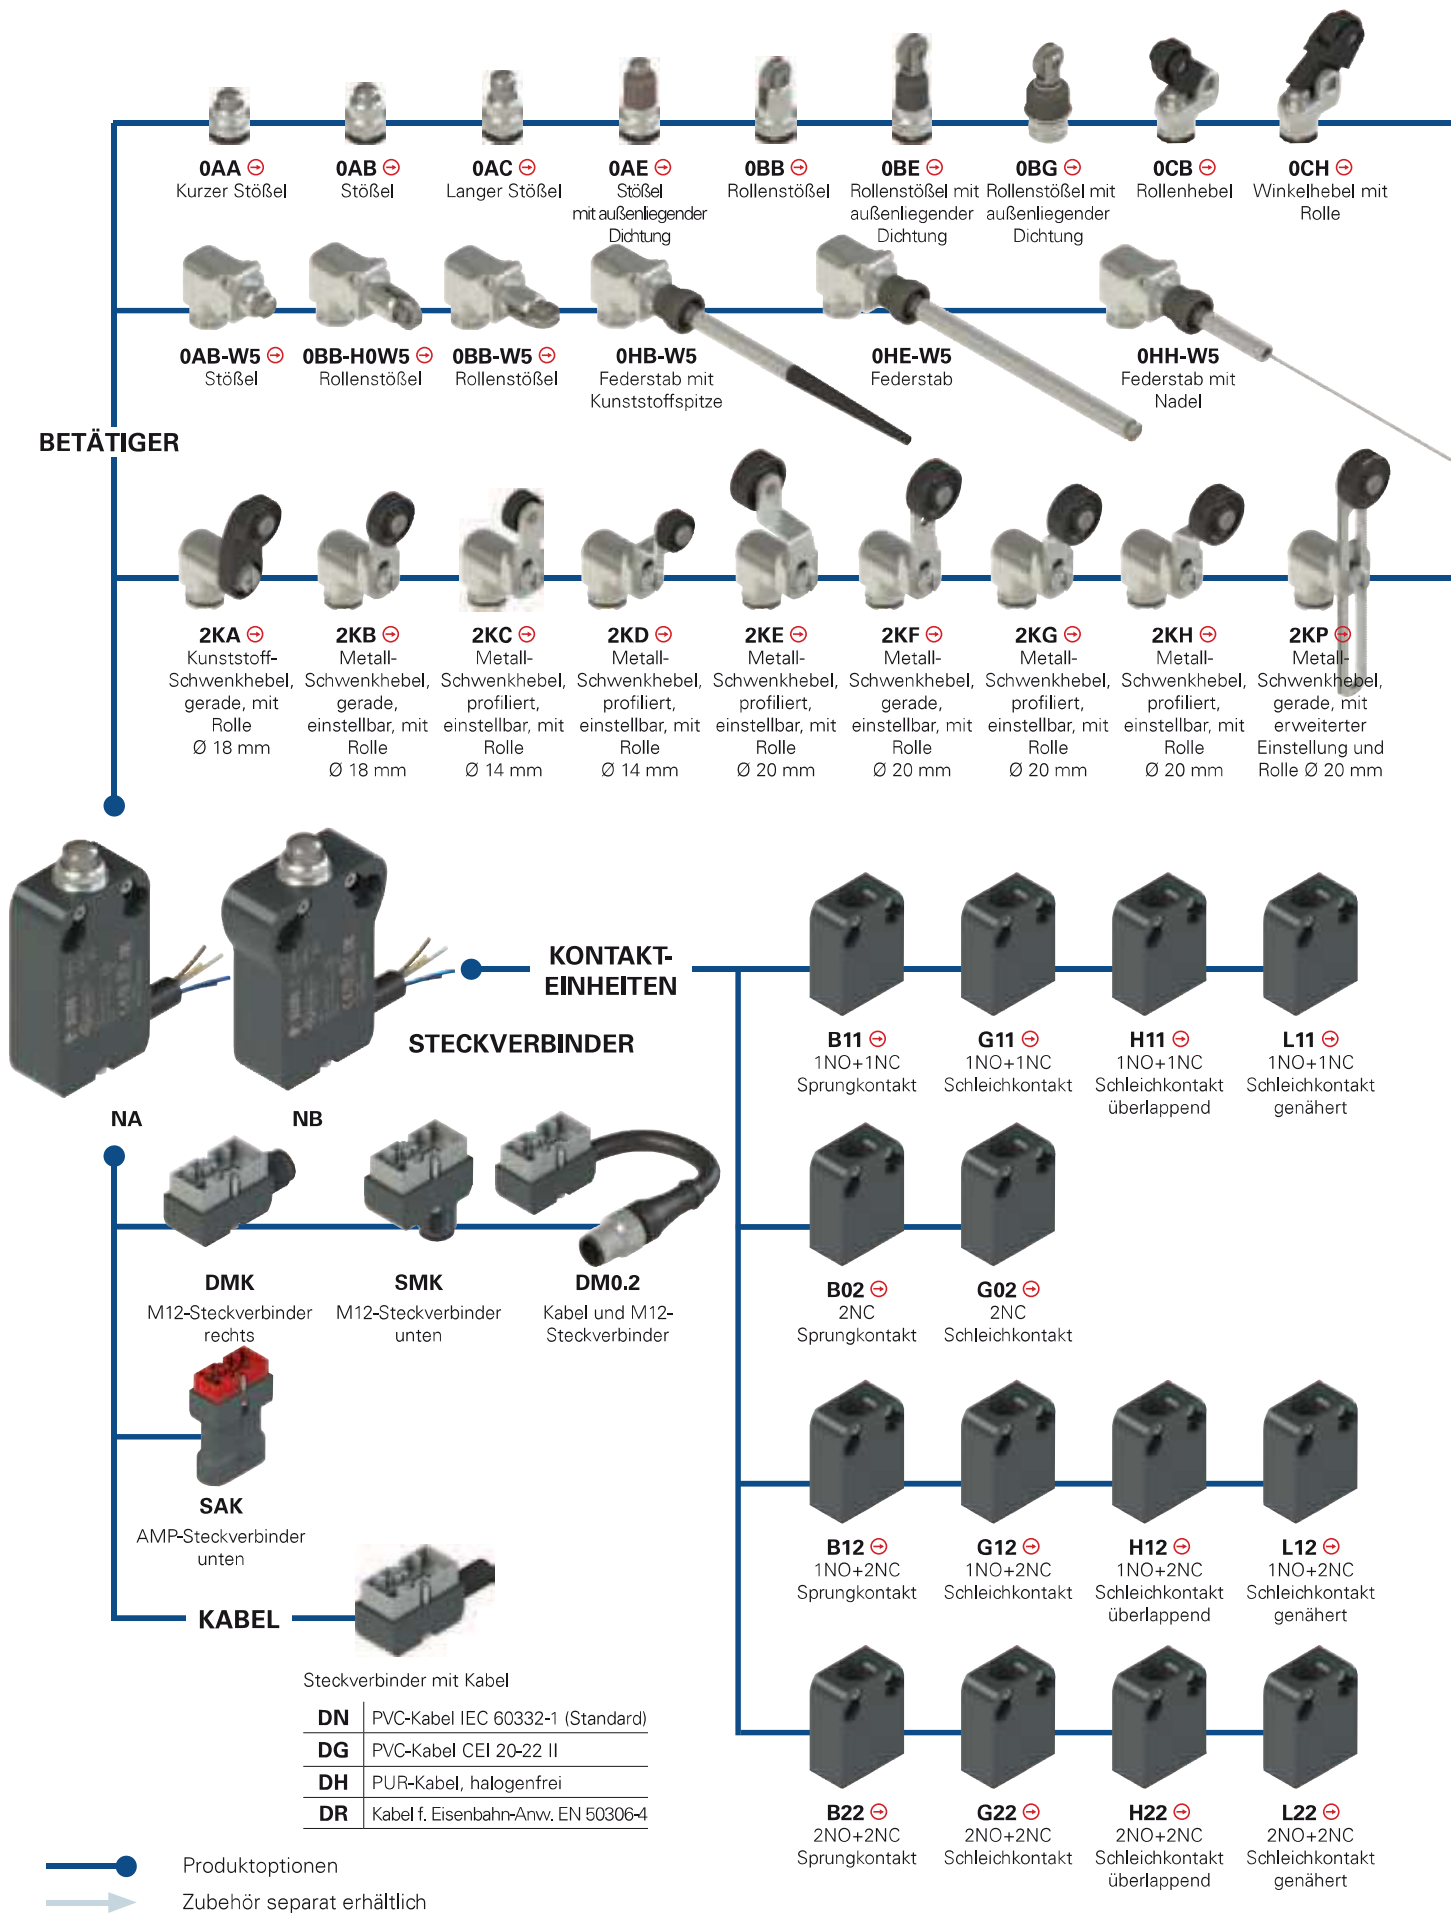 0AA
Kurzer Stößel
0AB
Stößel
0AC
Langer Stößel
0AE
Stößel
mit außenliegender
Dichtung
0BB
Rollenstößel
0BE
Rollenstößel mit
außenliegender
Dichtung
0BG
Rollenstößel mit
außenliegender
Dichtung
0CB
Rollenhebel
0CH
Winkelhebel mit
Rolle
0AB-W5
Stößel
0BB-H0W5
Rollenstößel
0BB-W5
Rollenstößel
0HB-W5
Federstab mit
Kunststoffspitze
0HE-W5
Federstab
0HH-W5
Federstab mit
Nadel
BETÄTIGER
2KA
Kunststoff-
Schwenkhebel,
gerade, mit
Rolle
Ø 18 mm
2KB
Metall-
Schwenkhebel,
gerade,
einstellbar, mit
Rolle
Ø 18 mm
2KC
Metall-
Schwenkhebel,
profiliert,
einstellbar, mit
Rolle
Ø 14 mm
2KD
Metall-
Schwenkhebel,
profiliert,
einstellbar, mit
Rolle
Ø 14 mm
2KE
Metall-
Schwenkhebel,
profiliert,
einstellbar, mit
Rolle
Ø 20 mm
2KF
Metall-
Schwenkhebel,
gerade,
einstellbar, mit
Rolle
Ø 20 mm
2KG
Metall-
Schwenkhebel,
profiliert,
einstellbar, mit
Rolle
Ø 20 mm
2KH
Metall-
Schwenkhebel,
profiliert,
einstellbar, mit
Rolle
Ø 20 mm
2KP
Metall-
Schwenkhebel,
gerade, mit
erweiterter
Einstellung und
Rolle Ø 20 mm
KONTAKT-
EINHEITEN
STECKVERBINDER
NA
NB
B11
1NO+1NC
Sprungkontakt
G11
1NO+1NC
Schleichkontakt
H11
1NO+1NC
Schleichkontakt
überlappend
L11
1NO+1NC
Schleichkontakt
genähert
DMK
M12-Steckverbinder
rechts
SMK
M12-Steckverbinder
unten
DM0.2
Kabel und M12-
Steckverbinder
B02
2NC
Sprungkontakt
G02
2NC
Schleichkontakt
SAK
AMP-Steckverbinder
unten
B12
1NO+2NC
Sprungkontakt
G12
1NO+2NC
Schleichkontakt
H12
1NO+2NC
Schleichkontakt
überlappend
L12
1NO+2NC
Schleichkontakt
genähert
KABEL
Steckverbinder mit Kabel
DN PVC-Kabel IEC 60332-1 (Standard)
DG PVC-Kabel CEI 20-22 II
DH PUR-Kabel, halogenfrei
DR Kabel f. Eisenbahn-Anw. EN 50306-4
B22
2NO+2NC
Sprungkontakt
G22
2NO+2NC
Schleichkontakt
H22
2NO+2NC
Schleichkontakt
überlappend
L22
2NO+2NC
Schleichkontakt
genähert
Produktoptionen
Zubehör separat erhältlich